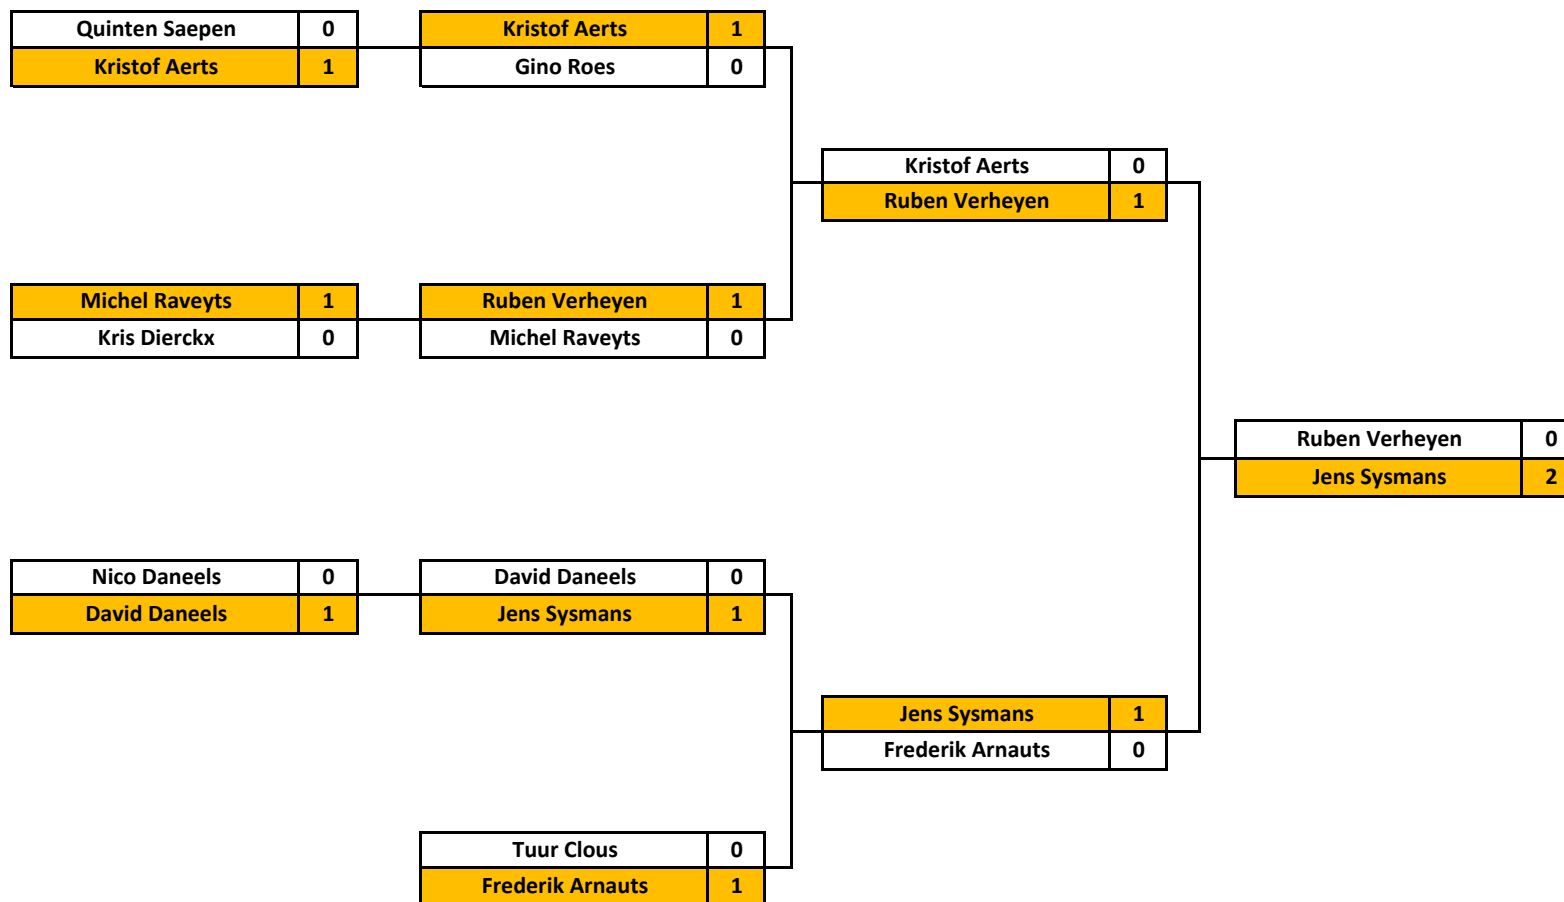 Quinten Saepen 0
Kristof Aerts 1
Kristof Aerts 1
Gino Roes 0
Kristof Aerts 0
Ruben Verheyen 1
Michel Raveyts 1
Kris Dierckx 0
Ruben Verheyen 1
Michel Raveyts 0
Ruben Verheyen 0
Jens Sysmans 2
Nico Daneels 0
David Daneels 1
David Daneels 0
Jens Sysmans 1
Jens Sysmans 1
Frederik Arnauts 0
Tuur Clous 0
Frederik Arnauts 1